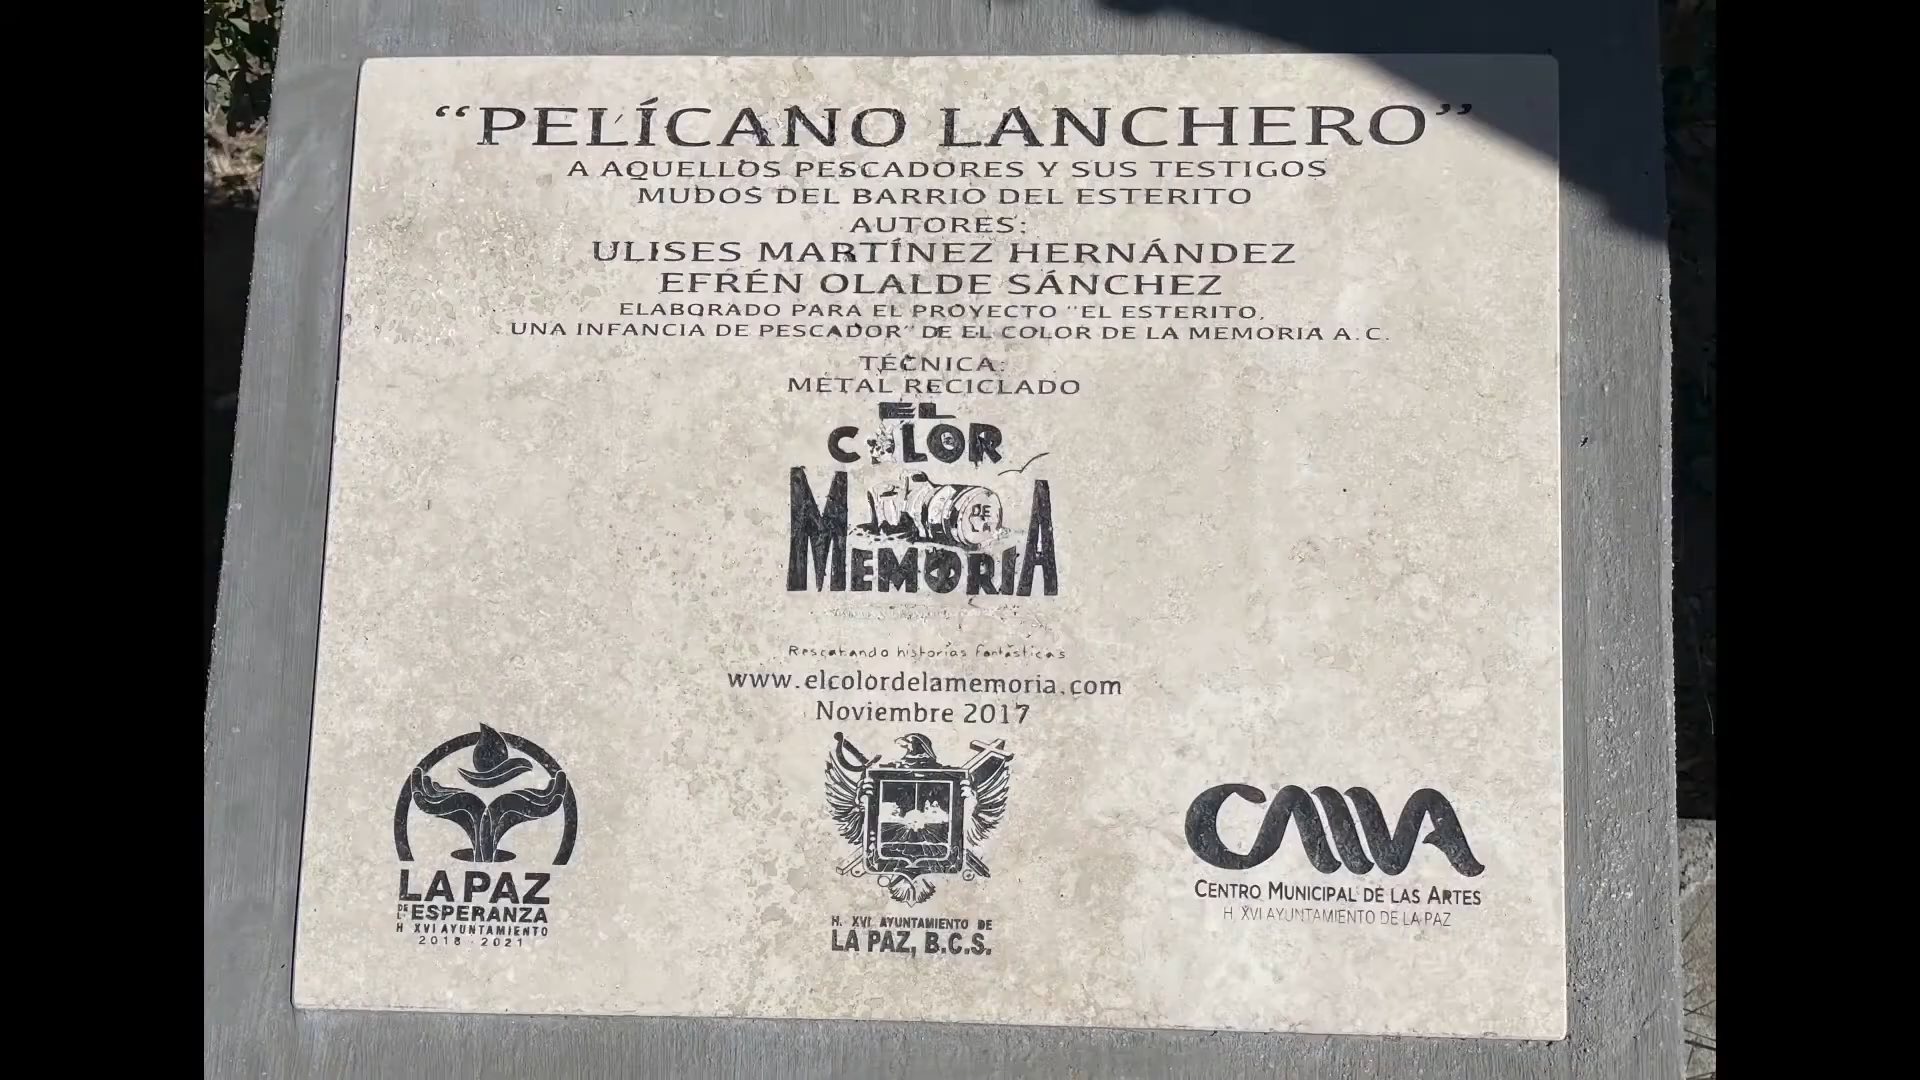 “PELÍCANO LANCHERO”
A AQUELLOS PESCADORES Y SUS TESTIGOS
MUDOS DEL BARRIO DEL ESTERITO
AUTORES:
ULISES MARTÍNEZ HERNÁNDEZ
EFRÉN OLALDE SÁNCHEZ
ELABORADO PARA EL PROYECTO "EL ESTERITO,
UNA INFANCIA DE PESCADOR" DE EL COLOR DE LA MEMORIA A.C.
TÉCNICA:
METAL RECICLADO
EL
COLOR
DE
LA
MEMORIA
Rescatando historias fantásticas
www.elcolordelamemoria.com
Noviembre 2017
LA PAZ
DE LA ESPERANZA
H XVI AYUNTAMIENTO
2018 - 2021
H. XVI AYUNTAMIENTO DE
LA PAZ, B.C.S.
CMA
CENTRO MUNICIPAL DE LAS ARTES
H. XVI AYUNTAMIENTO DE LA PAZ